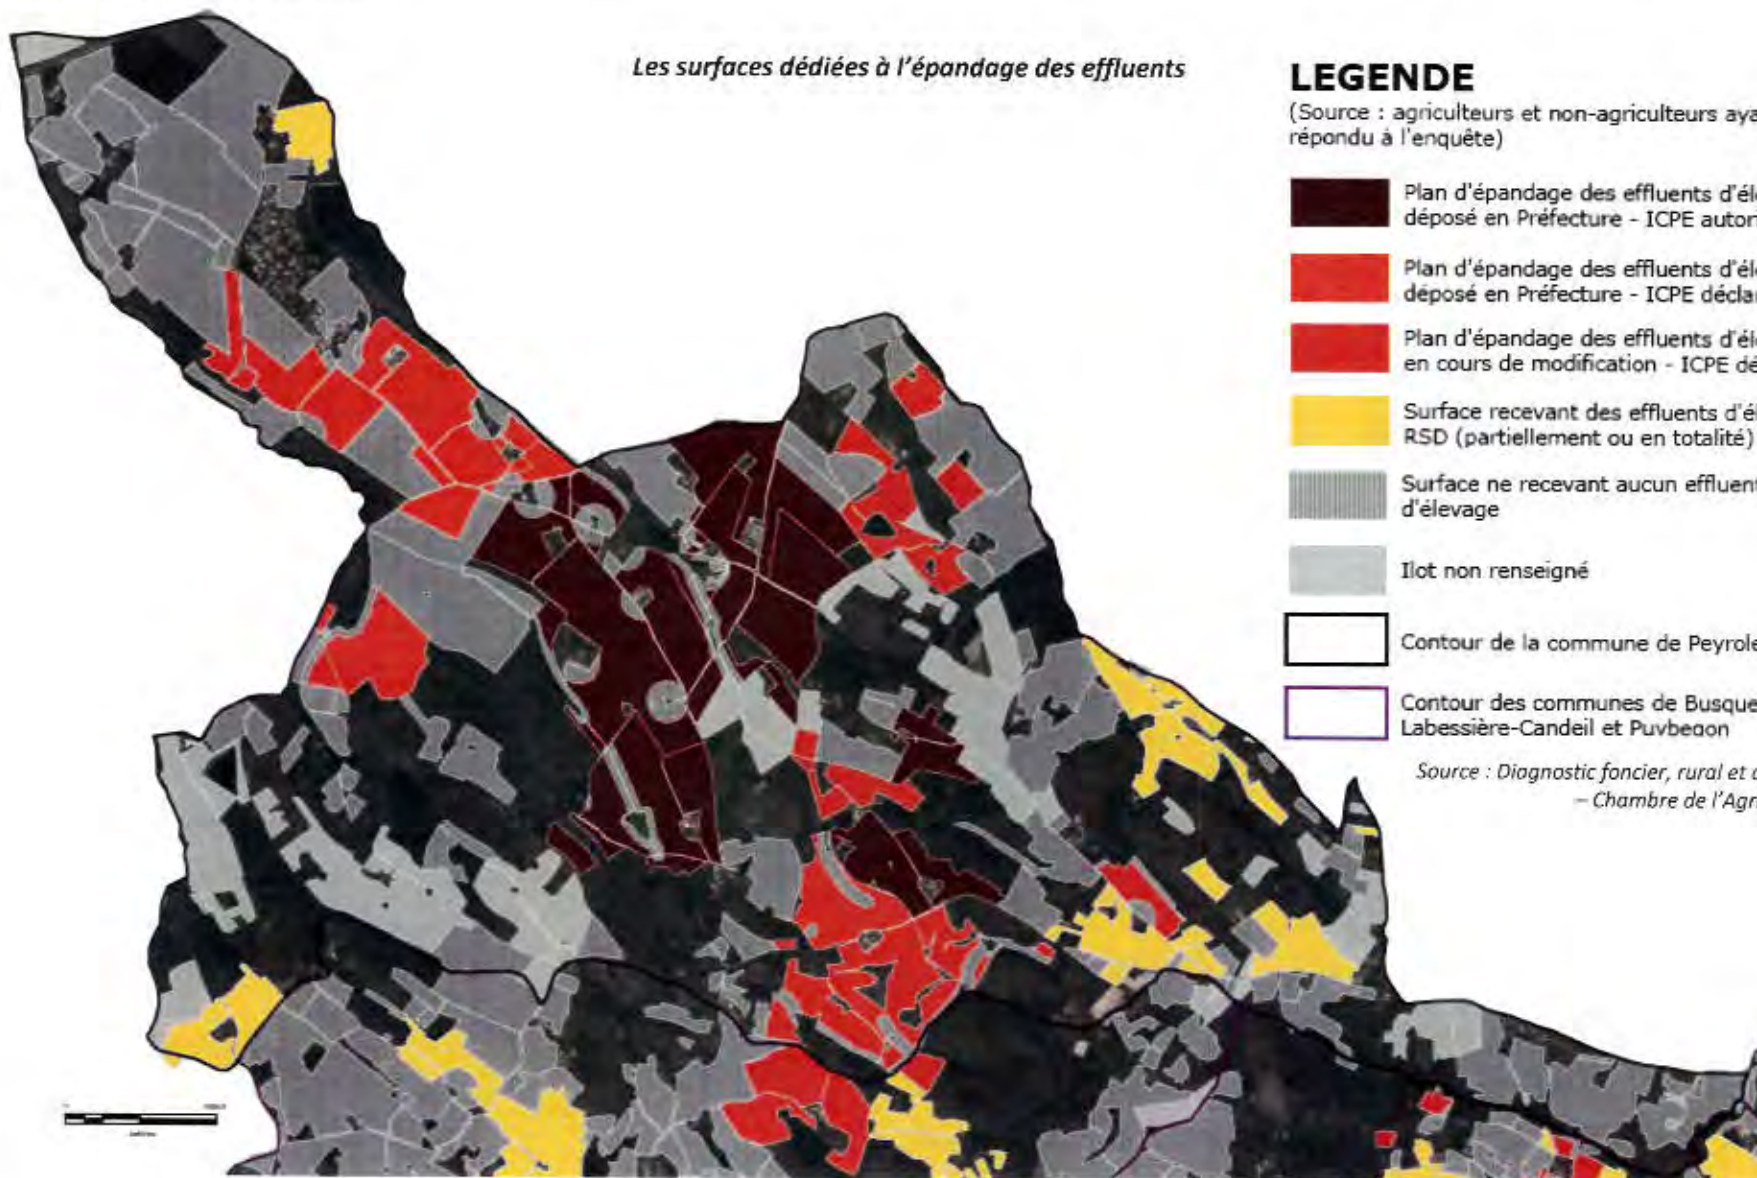 Les surfaces dédiées à l'épandage des effluents
LEGENDE
(Source : agriculteurs et non-agriculteurs aya
répondu à l'enquête)
Plan d'épandage des effluents d'éle
déposé en Préfecture - ICPE autor
Plan d'épandage des effluents d'éle
déposé en Préfecture - ICPE décla
Plan d'épandage des effluents d'éle
en cours de modification - ICPE dé
Surface recevant des effluents d'él
RSD (partiellement ou en totalité)
Surface ne recevant aucun effluent
d'élevage
Ilot non renseigné
Contour de la commune de Peyrole
Contour des communes de Busque
Labessière-Candeil et Puybegon
Source : Diagnostic foncier, rural et a
– Chambre de l'Agr